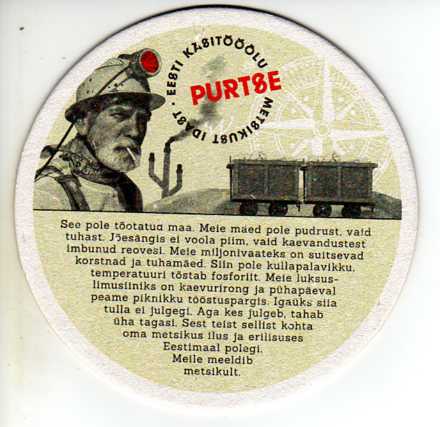 EESTI KÄSITÖÖÕLU • METSIKUST IDAST •
PURTSE
See pole tõotatud maa. Meie mäed pole pudrust, vaid
tuhast. Jõesängis ei voola piim, vaid kaevandustest
imbunud reovesi. Meie miljonivaateks on suitsevad
korstnad ja tuhamäed. Siin pole kullapalavikku,
temperatuuri tõstab fosforiit. Meie luksus-
limusiiniks on kaevurirong ja pühapäeval
peame piknikku tööstuspargis. Igaüks siia
tulla ei julgegi. Aga kes julgeb, tahab
üha tagasi. Sest teist sellist kohta
oma metsikus ilus ja erilisuses
Eestimaal polegi.
Meile meeldib
metsikult.